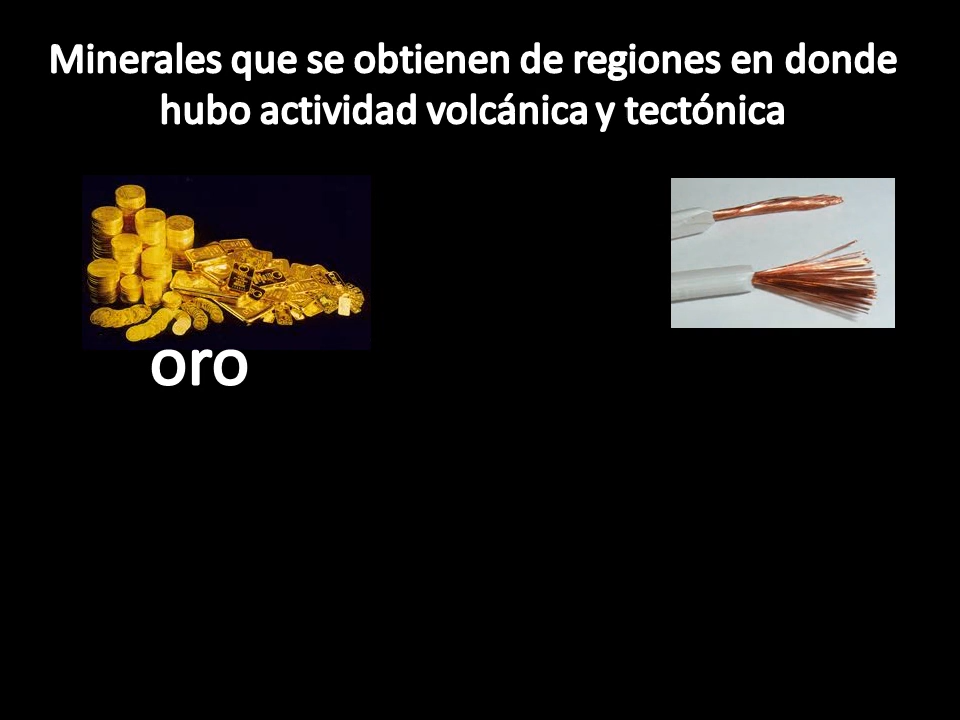 Minerales que se obtienen de regiones en donde
hubo actividad volcánica y tectónica
oro